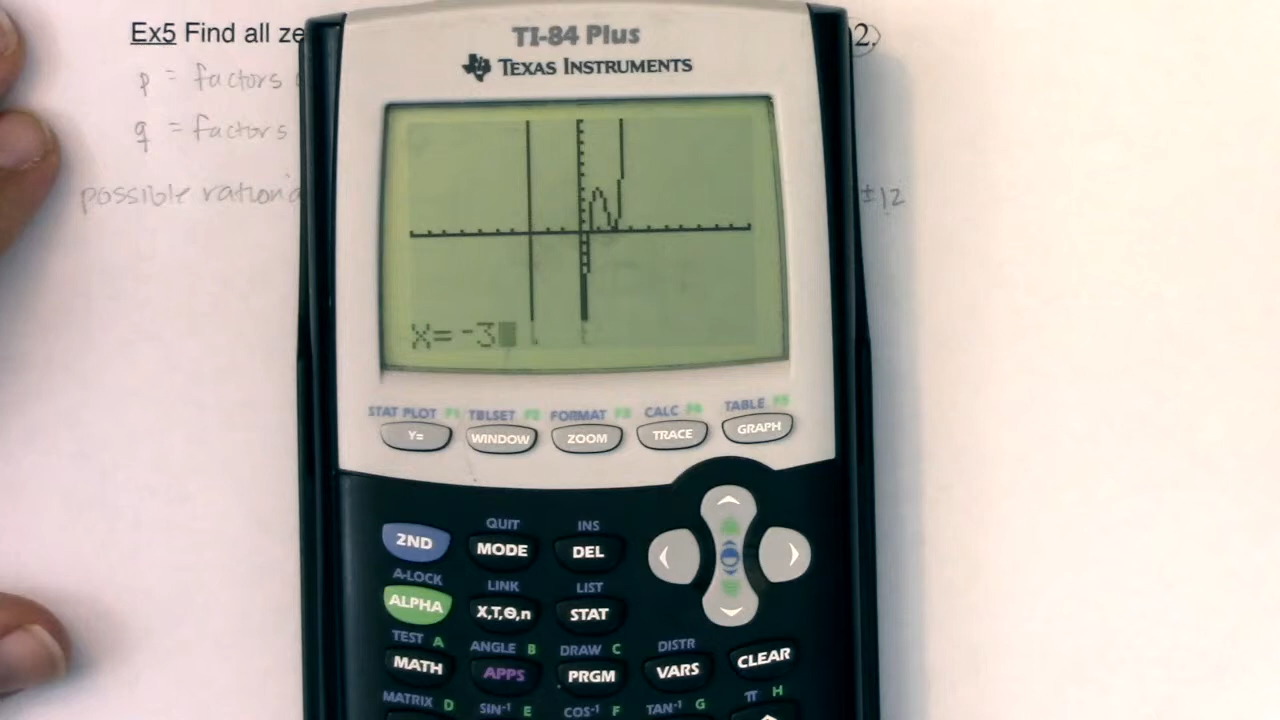 Ex5 Find all ze
2.
p = factors
q = factors
possible rationa
±12
TI-84 Plus
TEXAS INSTRUMENTS
X=-3
STAT PLOT F1 TBLSET F2 FORMAT F3 CALC F4 TABLE F5
Y= WINDOW ZOOM TRACE GRAPH
QUIT INS
2ND MODE DEL
A-LOCK LINK LIST
ALPHA X,T,Θ,n STAT
TEST A ANGLE B DRAW C DISTR
MATH APPS PRGM VARS CLEAR
MATRIX D SIN⁻¹ E COS⁻¹ F TAN⁻¹ G π H